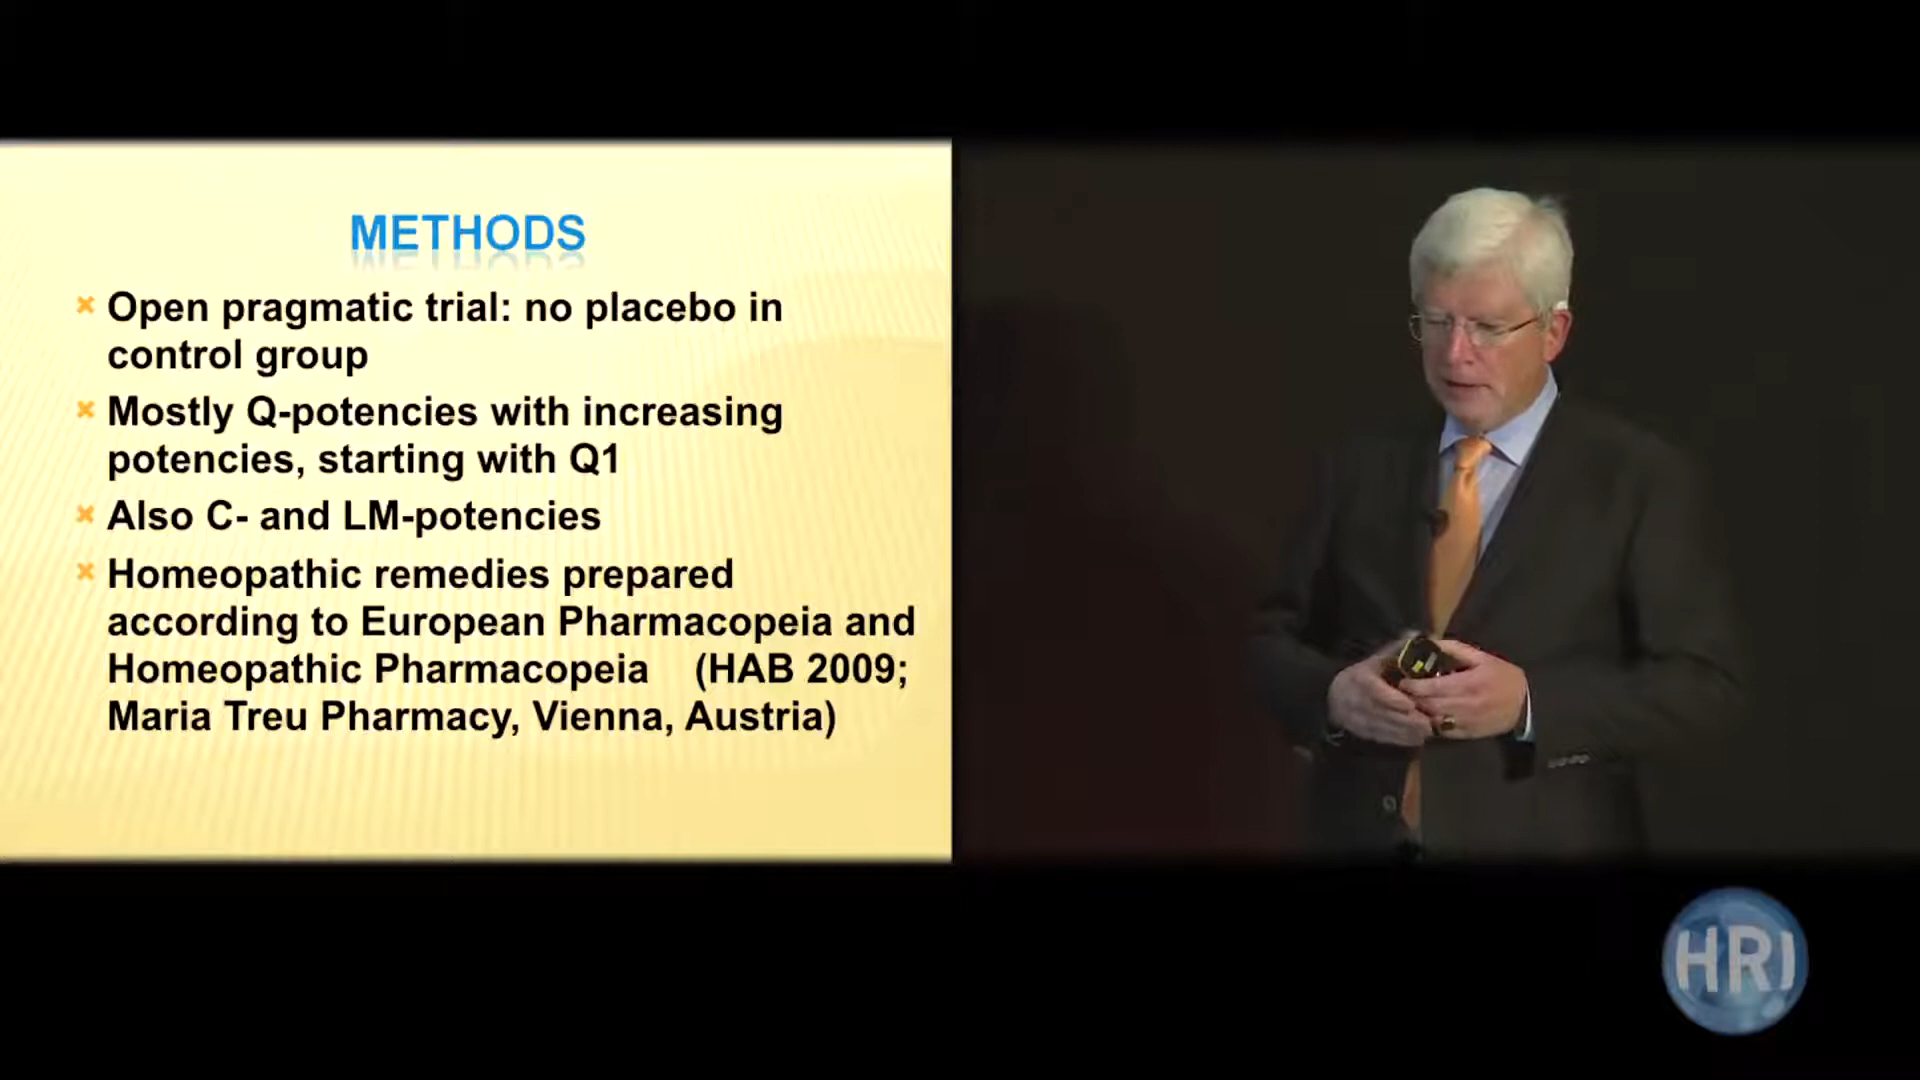 METHODS
Open pragmatic trial: no placebo in
control group
Mostly Q-potencies with increasing
potencies, starting with Q1
Also C- and LM-potencies
Homeopathic remedies prepared
according to European Pharmacopeia and
Homeopathic Pharmacopeia (HAB 2009;
Maria Treu Pharmacy, Vienna, Austria)
HRI